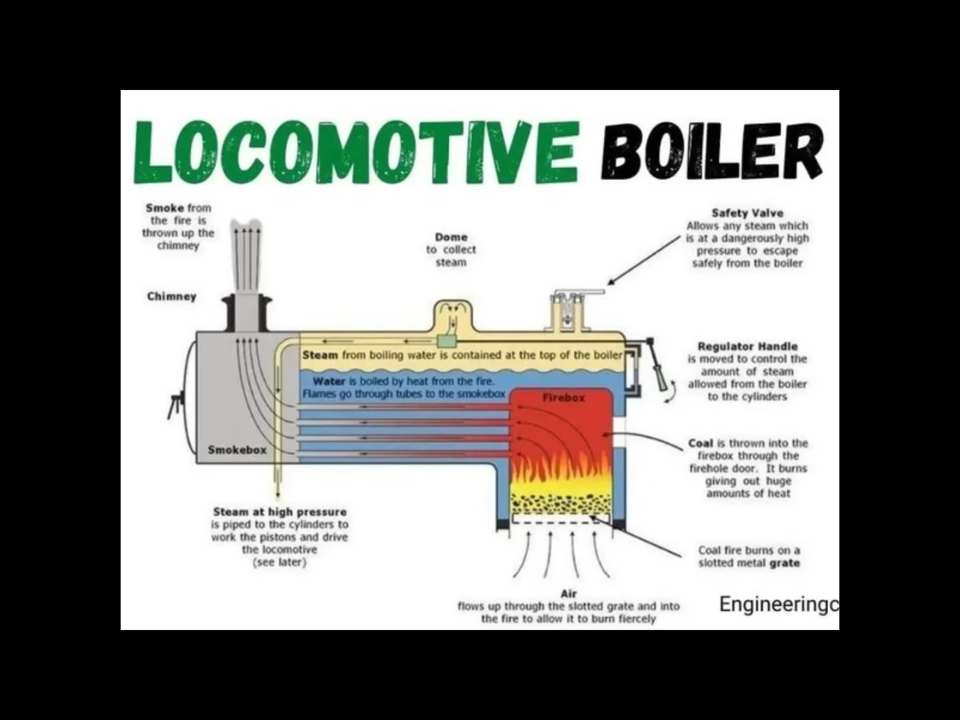 LOCOMOTIVE BOILER
Smoke from
the fire is
thrown up the
chimney
Chimney
Dome
to collect
steam
Safety Valve
Allows any steam which
is at a dangerously high
pressure to escape
safely from the boiler
Steam from boiling water is contained at the top of the boiler
Water is boiled by heat from the fire.
Flames go through tubes to the smokebox
Firebox
Smokebox
Regulator Handle
is moved to control the
amount of steam
allowed from the boiler
to the cylinders
Coal is thrown into the
firebox through the
firehole door. It burns
giving out huge
amounts of heat
Steam at high pressure
is piped to the cylinders to
work the pistons and drive
the locomotive
(see later)
Coal fire burns on a
slotted metal grate
Air
flows up through the slotted grate and into
the fire to allow it to burn fiercely
Engineeringc